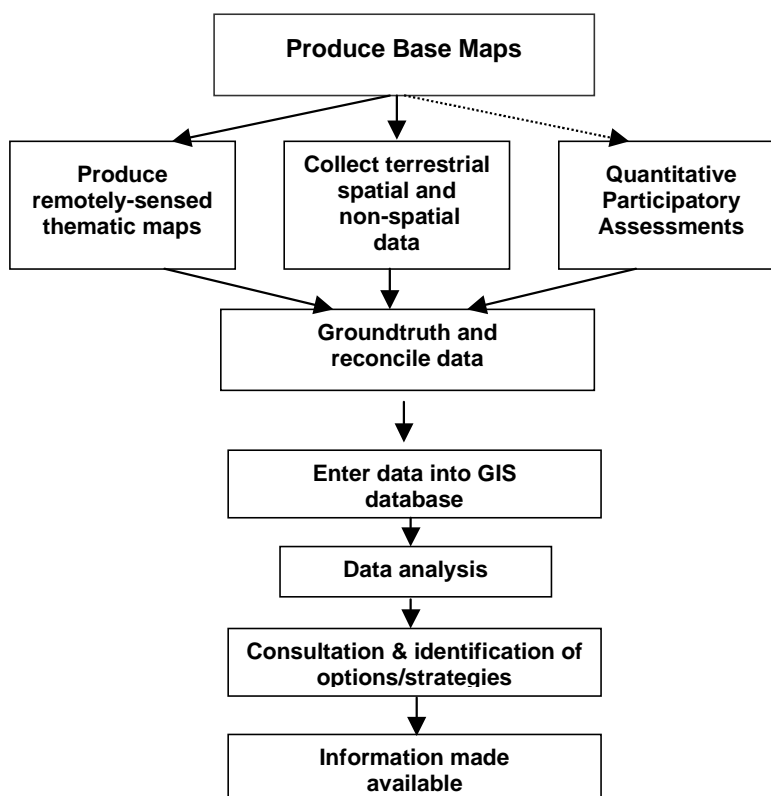 Produce Base Maps
Produce
remotely-sensed
thematic maps
Collect terrestrial
spatial and
non-spatial
data
Quantitative
Participatory
Assessments
Groundtruth and
reconcile data
Enter data into GIS
database
Data analysis
Consultation & identification of
options/strategies
Information made
available